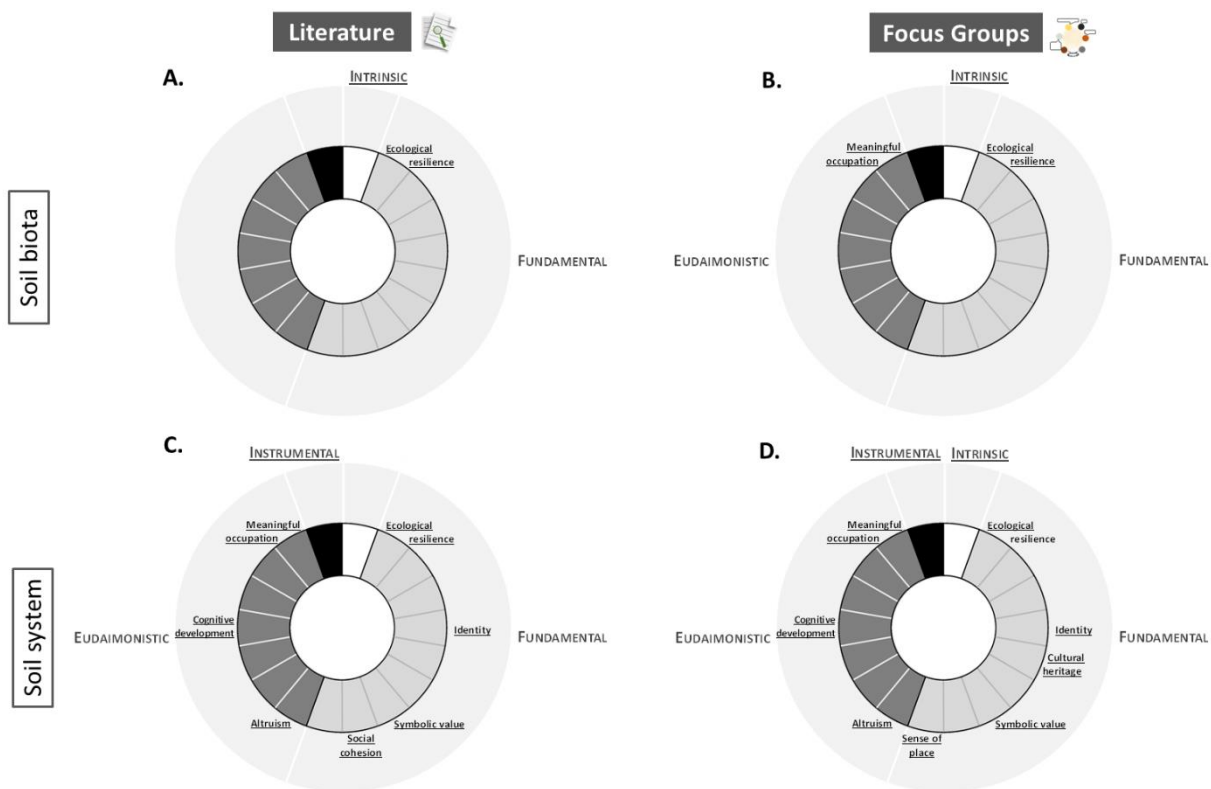 Literature
Focus Groups
Soil biota
A.
INTRINSIC
Ecological
resilience
FUNDAMENTAL
B.
INTRINSIC
Meaningful
occupation
Ecological
resilience
EUDAIMONISTIC
FUNDAMENTAL
Soil system
C.
INSTRUMENTAL
Meaningful
occupation
Ecological
resilience
Cognitive
development
EUDAIMONISTIC
Identity
FUNDAMENTAL
Altruism
Symbolic value
Social
cohesion
D.
INSTRUMENTAL INTRINSIC
Meaningful
occupation
Ecological
resilience
Cognitive
development
EUDAIMONISTIC
Identity
FUNDAMENTAL
Cultural
heritage
Altruism
Symbolic value
Sense of
place